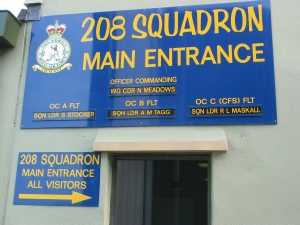 208 SQUADRON
MAIN ENTRANCE
OFFICER COMMANDING
WG CDR N MEADOWS
OC A FLT
SQN LDR S STOCKER
OC B FLT
SQN LDR A M TAGG
OC C (CFS) FLT
SQN LDR R L MASKALL
208 SQUADRON
MAIN ENTRANCE
ALL VISITORS